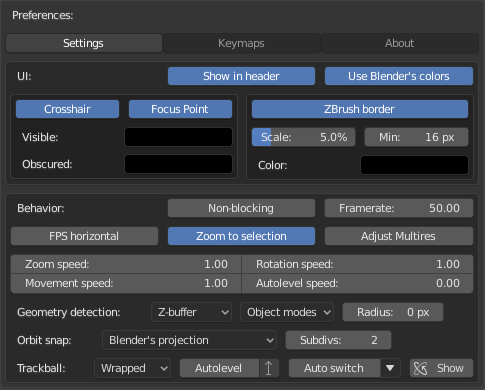 Preferences:
Settings Keymaps About
UI: Show in header Use Blender's colors
Crosshair Focus Point ZBrush border
Visible: Scale: 5.0% Min: 16 px
Obscured: Color:
Behavior: Non-blocking Framerate: 50.00
FPS horizontal Zoom to selection Adjust Multires
Zoom speed: 1.00 Rotation speed: 1.00
Movement speed: 1.00 Autolevel speed: 0.00
Geometry detection: Z-buffer Object modes Radius: 0 px
Orbit snap: Blender's projection Subdivs: 2
Trackball: Wrapped Autolevel Auto switch Show